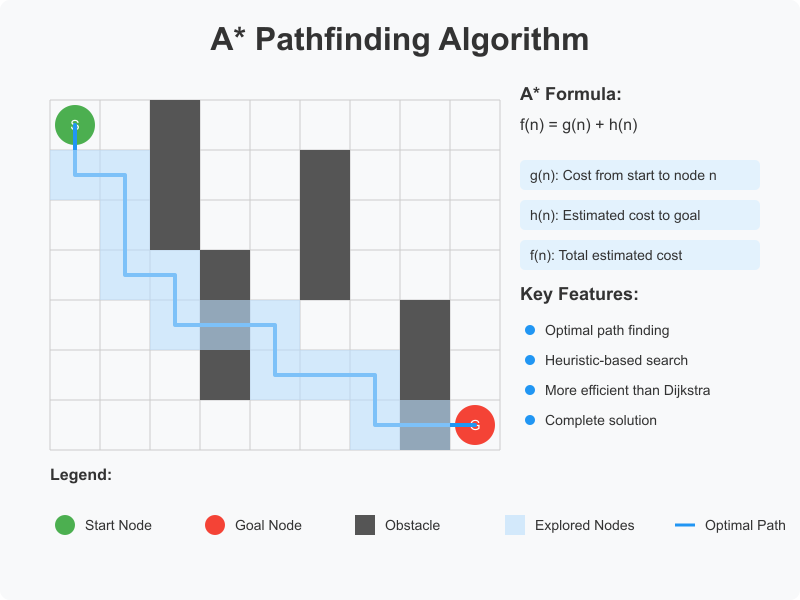 A* Pathfinding Algorithm
S
G
A* Formula:
f(n) = g(n) + h(n)
g(n): Cost from start to node n
h(n): Estimated cost to goal
f(n): Total estimated cost
Key Features:
Optimal path finding
Heuristic-based search
More efficient than Dijkstra
Complete solution
Legend:
Start Node
Goal Node
Obstacle
Explored Nodes
Optimal Path